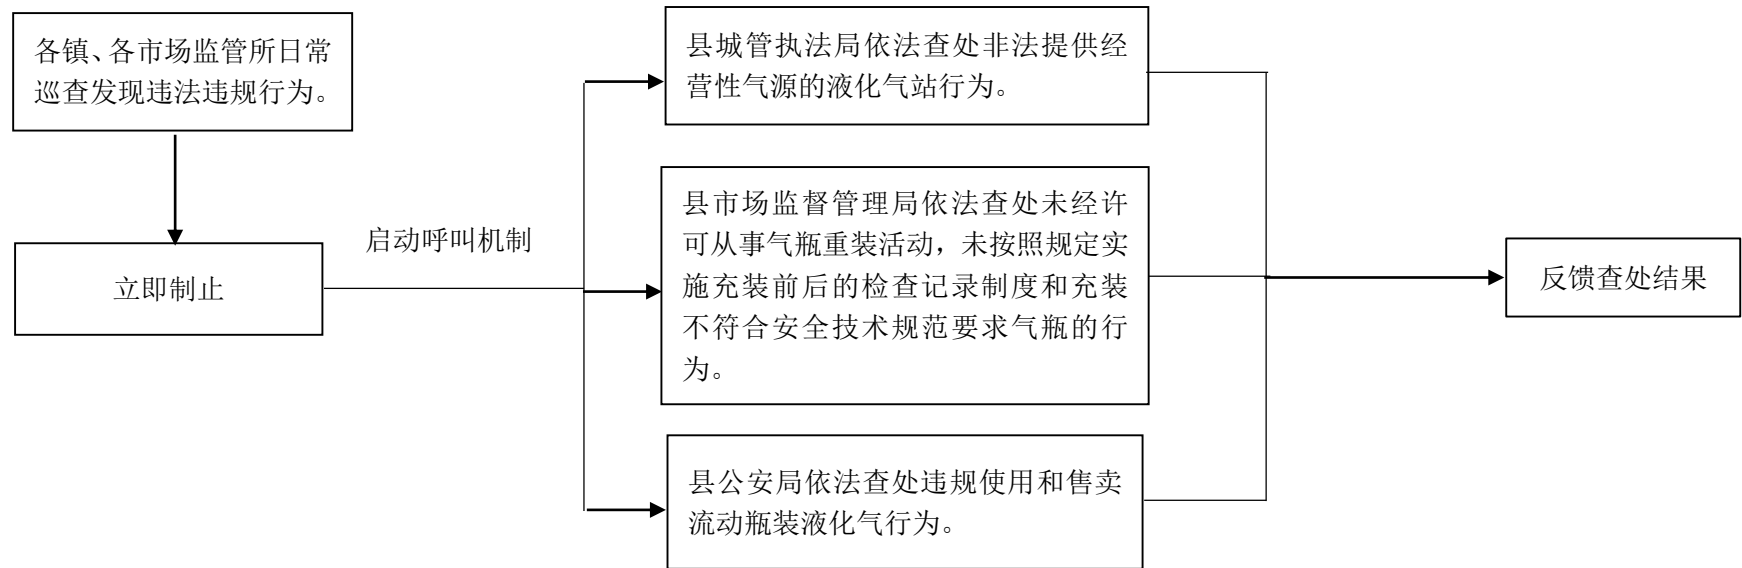 各镇、各市场监管所日常
巡查发现违法违规行为。
立即制止
启动呼叫机制
县城管执法局依法查处非法提供经
营性气源的液化气站行为。
县市场监督管理局依法查处未经许
可从事气瓶重装活动，未按照规定实
施充装前后的检查记录制度和充装
不符合安全技术规范要求气瓶的行
为。
县公安局依法查处违规使用和售卖
流动瓶装液化气行为。
反馈查处结果